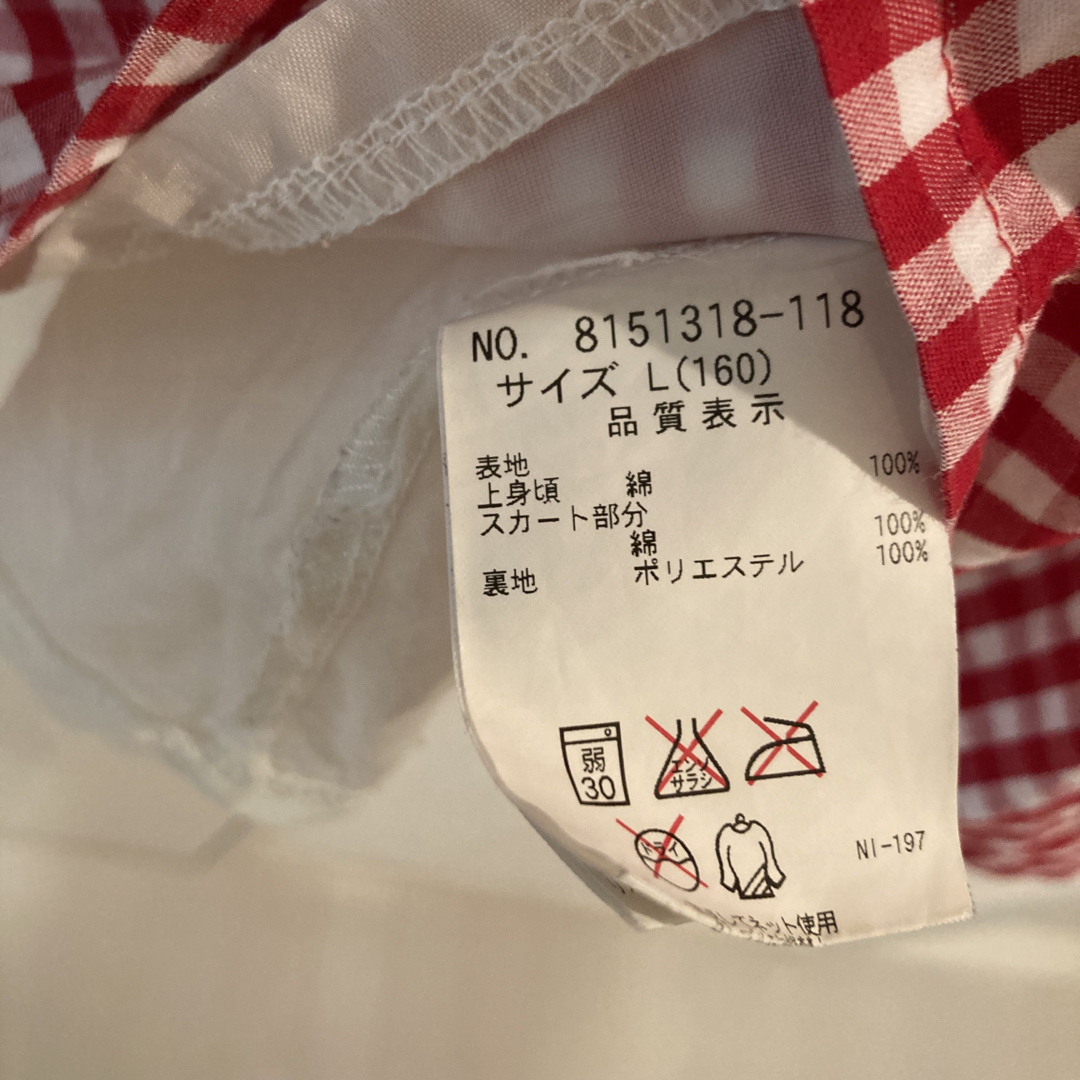 NO. 8151318-118
サイズ L(160)
品質表示
表地
上身頃 綿 100%
スカート部分
綿 100%
裏地 ポリエステル 100%
弱
30
エンソ
サラシ
ドライ
NI-197
ネット使用